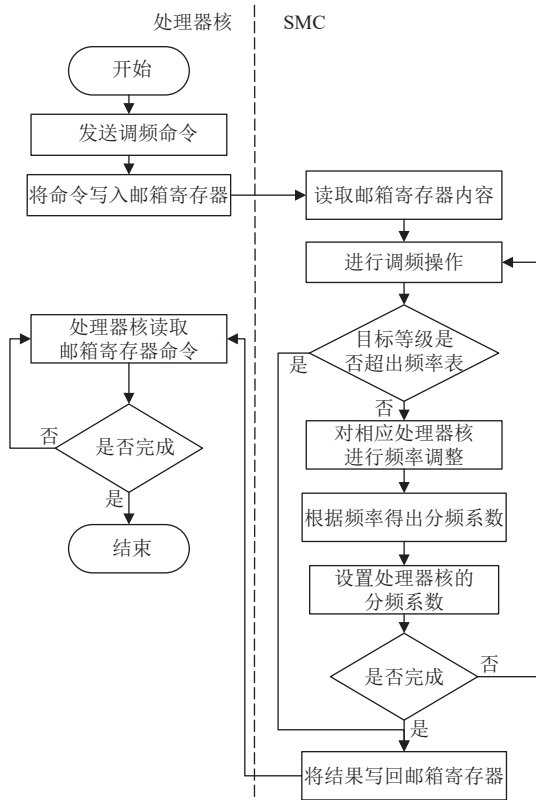 处理器核
SMC
开始
发送调频命令
将命令写入邮箱寄存器
读取邮箱寄存器内容
进行调频操作
目标等级是
否超出频率表
是
否
处理器核读取
邮箱寄存器命令
是否完成
否
是
结束
对相应处理器核
进行频率调整
根据频率得出分频系数
设置处理器核的
分频系数
是否完成
否
是
将结果写回邮箱寄存器